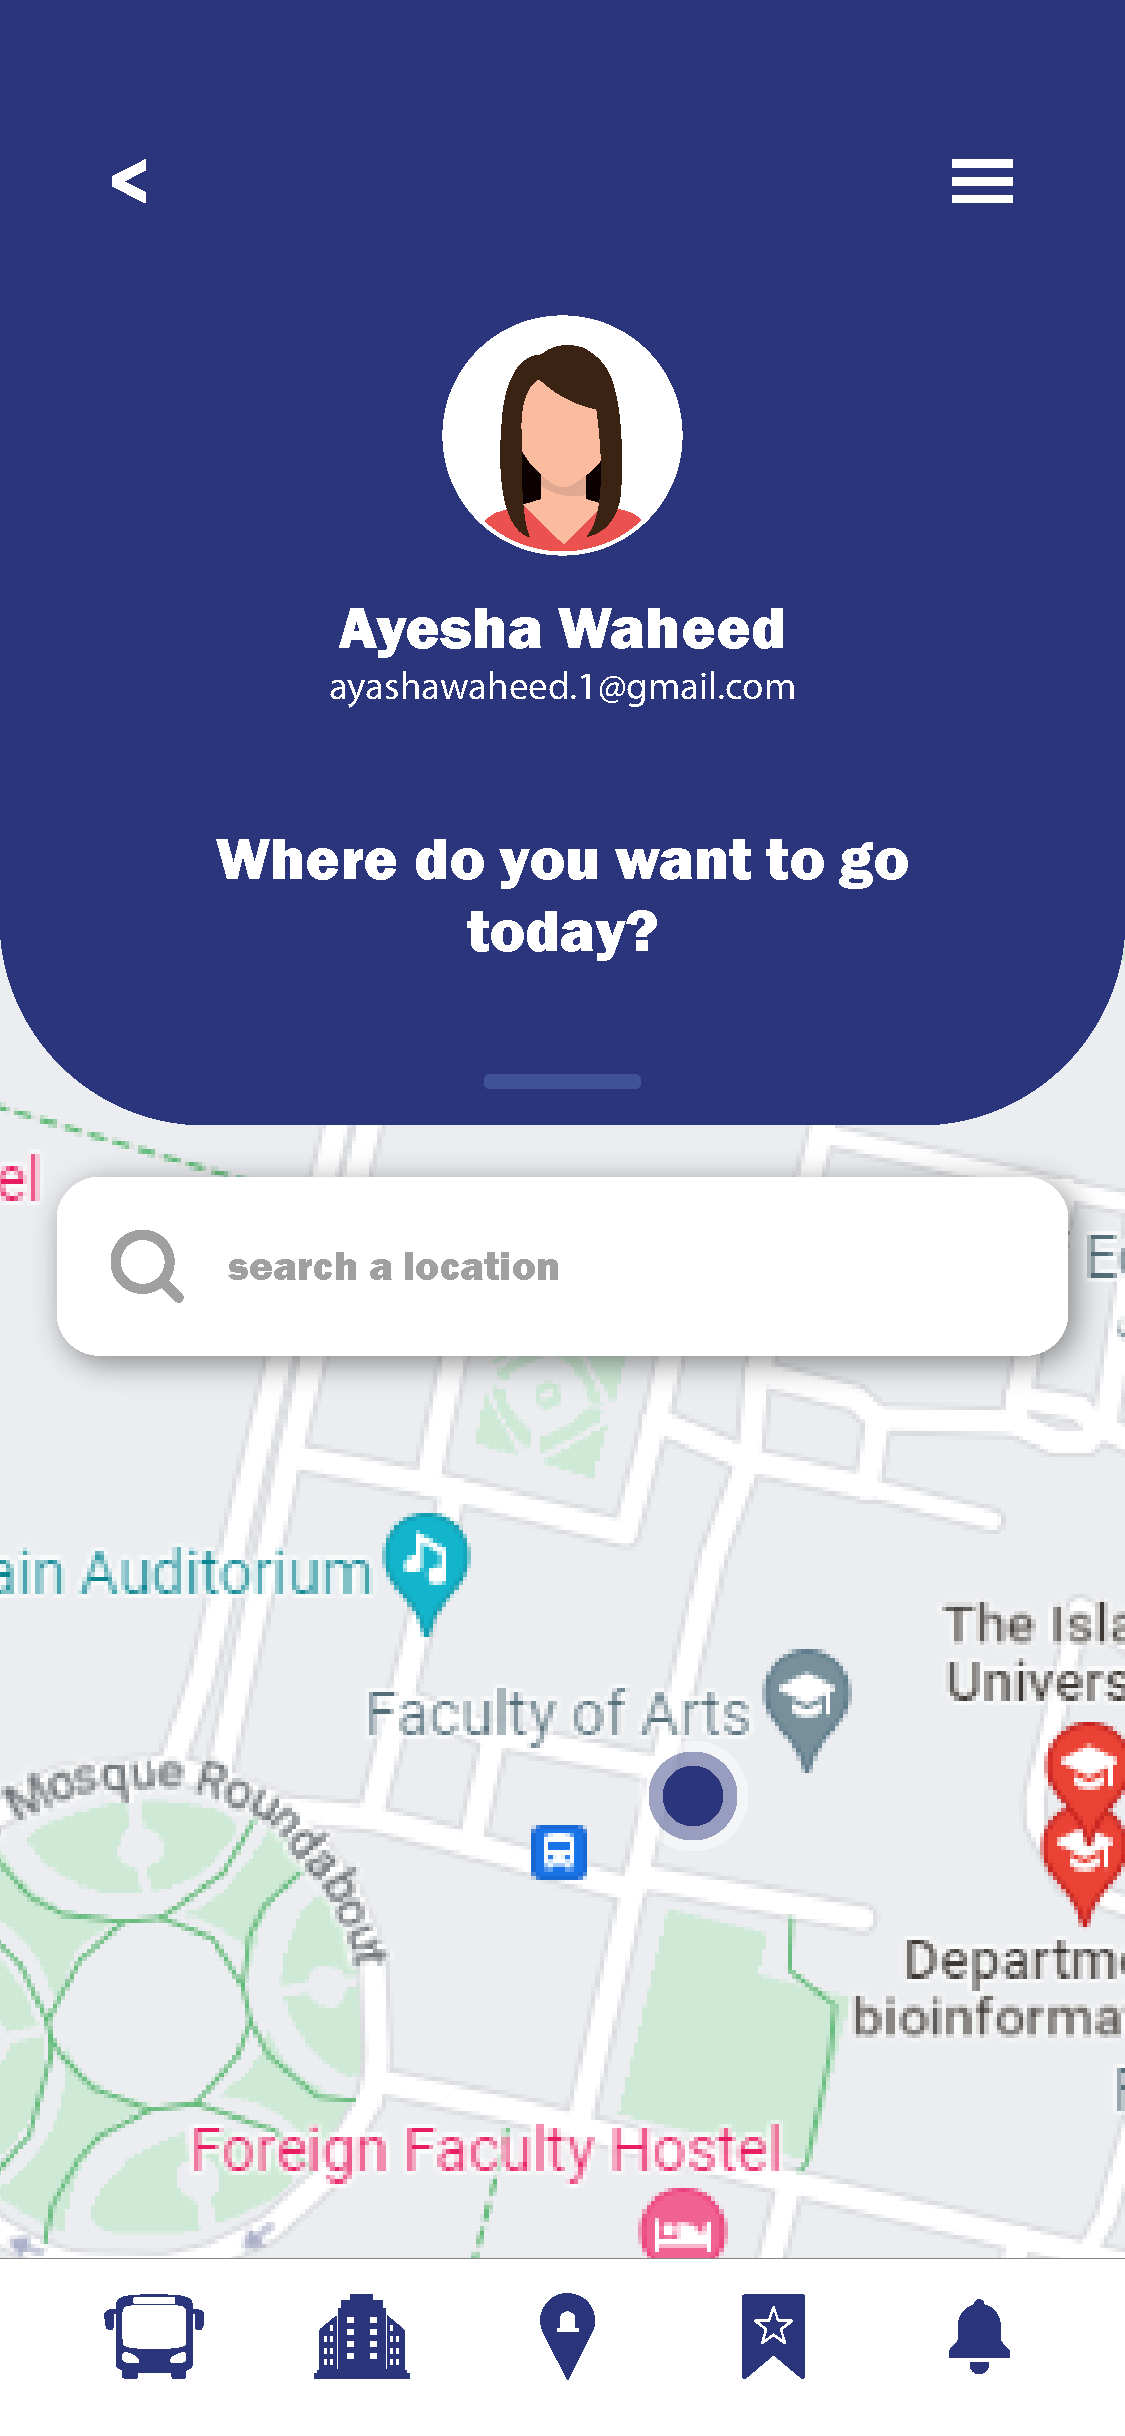 <
Ayesha Waheed
ayashawaheed.1@gmail.com
Where do you want to go
today?
el
search a location
ain Auditorium
The Isla
Univers
Faculty of Arts
Mosque Roundabout
Departme
bioinforma
Foreign Faculty Hostel